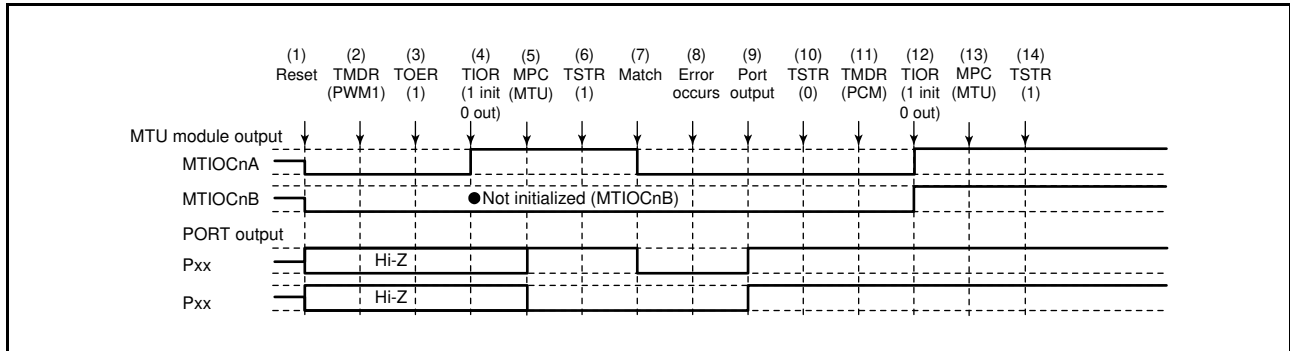 (1) (2) (3) (4) (5) (6) (7) (8) (9) (10) (11) (12) (13) (14)
Reset TMDR TOER TIOR MPC TSTR Match Error Port TSTR TMDR TIOR MPC TSTR
(PWM1) (1) (1 init (MTU) (1) occurs output (0) (PCM) (1 init (MTU) (1)
0 out) 0 out)
MTU module output
MTIOCnA
MTIOCnB ●Not initialized (MTIOCnB)
PORT output
Pxx Hi-Z
Pxx Hi-Z